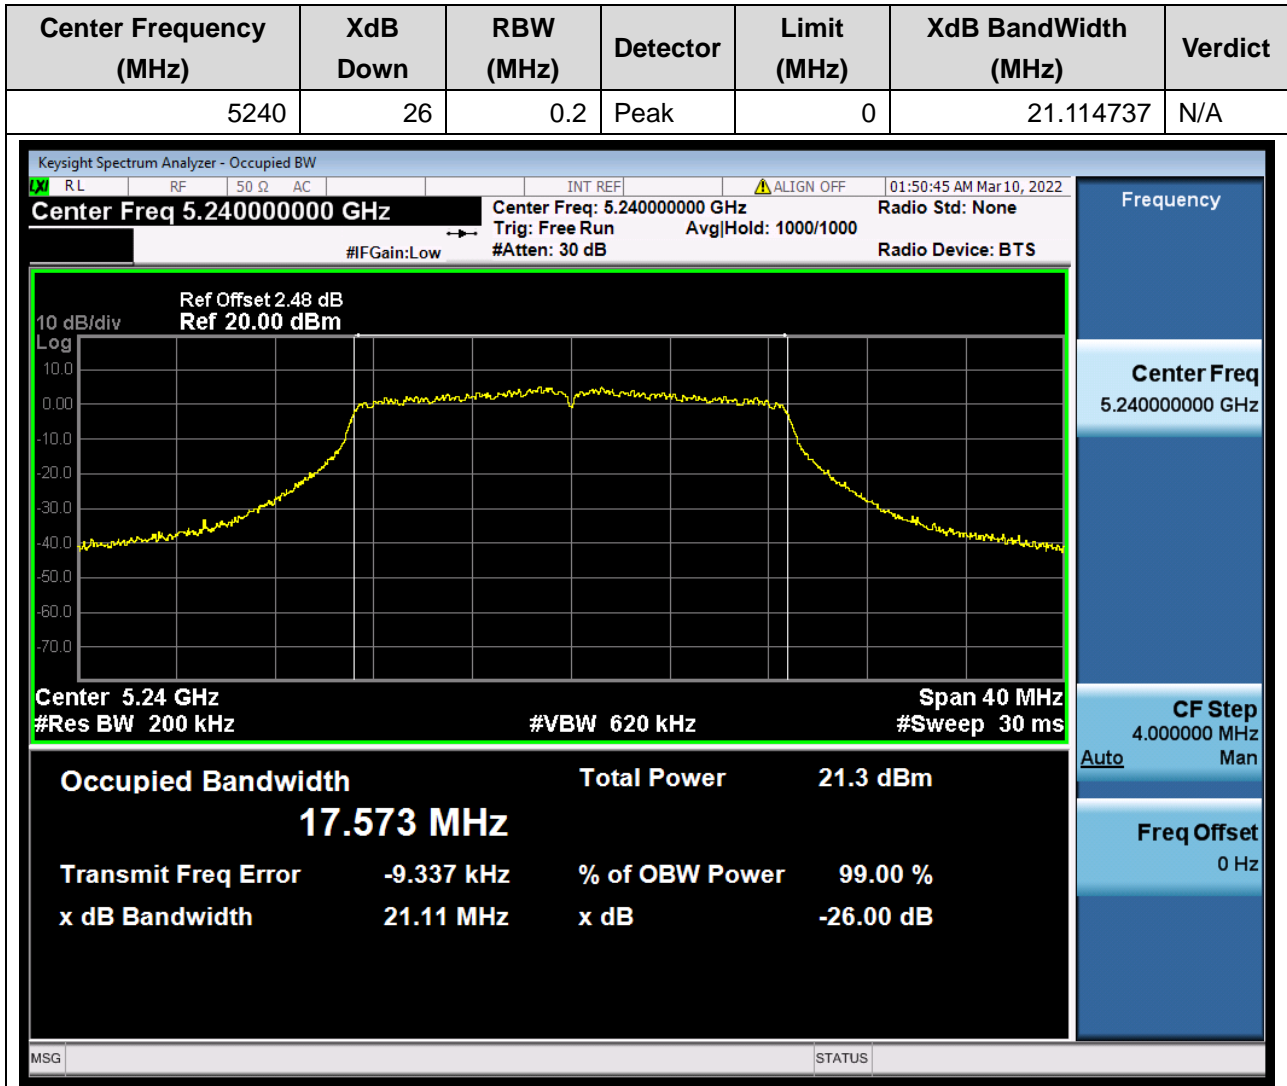 Center Frequency (MHz) XdB Down RBW (MHz) Detector Limit (MHz) XdB BandWidth (MHz) Verdict
5240 26 0.2 Peak 0 21.114737 N/A
Keysight Spectrum Analyzer - Occupied BW
LXI RL RF 50 Ω AC INT REF ALIGN OFF 01:50:45 AM Mar 10, 2022
Center Freq 5.240000000 GHz
Center Freq: 5.240000000 GHz
Radio Std: None
Trig: Free Run Avg|Hold: 1000/1000
#IFGain:Low #Atten: 30 dB Radio Device: BTS
Frequency
Ref Offset 2.48 dB
10 dB/div Ref 20.00 dBm
Log
10.0
0.00
-10.0
-20.0
-30.0
-40.0
-50.0
-60.0
-70.0
Center 5.24 GHz Span 40 MHz
#Res BW 200 kHz #VBW 620 kHz #Sweep 30 ms
Center Freq
5.240000000 GHz
CF Step
4.000000 MHz
Auto Man
Freq Offset
0 Hz
Occupied Bandwidth Total Power 21.3 dBm
17.573 MHz
Transmit Freq Error -9.337 kHz % of OBW Power 99.00 %
x dB Bandwidth 21.11 MHz x dB -26.00 dB
MSG STATUS